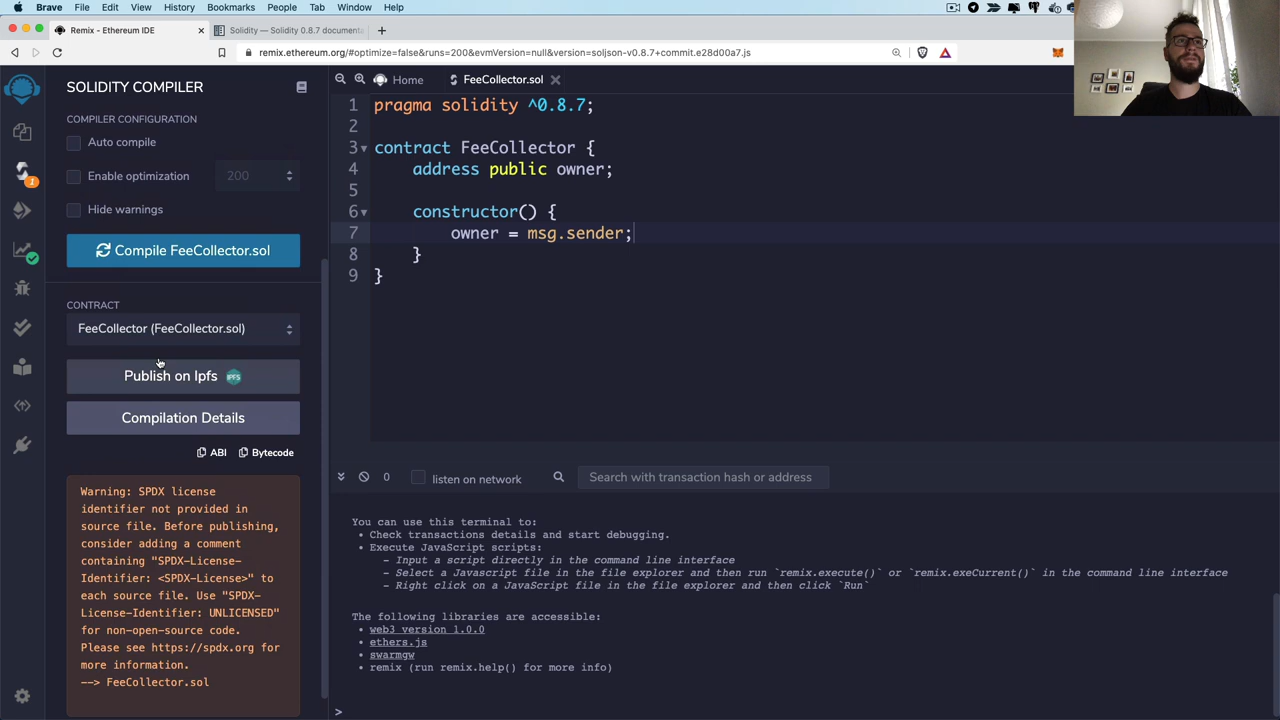 Brave File Edit View History Bookmarks People Tab Window Help
Remix - Ethereum IDE
Solidity — Solidity 0.8.7 documenta
remix.ethereum.org/#optimize=false&runs=200&evmVersion=null&version=soljson-v0.8.7+commit.e28d00a7.js
SOLIDITY COMPILER
COMPILER CONFIGURATION
Auto compile
Enable optimization 200
Hide warnings
1
Compile FeeCollector.sol
CONTRACT
FeeCollector (FeeCollector.sol)
Publish on Ipfs IPFS
Compilation Details
ABI Bytecode
Warning: SPDX license
identifier not provided in
source file. Before publishing,
consider adding a comment
containing "SPDX-License-
Identifier: <SPDX-License>" to
each source file. Use "SPDX-
License-Identifier: UNLICENSED"
for non-open-source code.
Please see https://spdx.org for
more information.
--> FeeCollector.sol
Home FeeCollector.sol
1 pragma solidity ^0.8.7;
2
3 contract FeeCollector {
4 address public owner;
5
6 constructor() {
7 owner = msg.sender;
8 }
9 }
0 listen on network Search with transaction hash or address
You can use this terminal to:
• Check transactions details and start debugging.
• Execute JavaScript scripts:
- Input a script directly in the command line interface
- Select a Javascript file in the file explorer and then run `remix.execute()` or `remix.exeCurrent()` in the command line interface
- Right click on a JavaScript file in the file explorer and then click `Run`
The following libraries are accessible:
• web3 version 1.0.0
• ethers.js
• swarmgw
• remix (run remix.help() for more info)
>